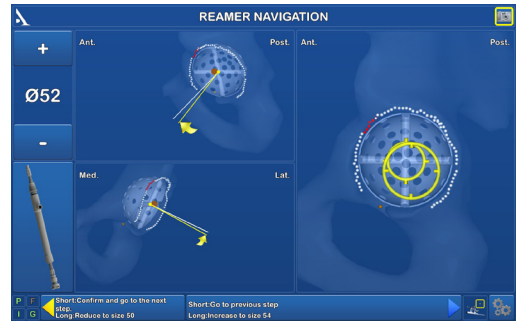 REAMER NAVIGATION
+
Ø52
-
Ant.
Post.
Med.
Lat.
Ant.
Post.
P F
I G
Short:Confirm and go to the next
step.
Long:Reduce to size 50
Short:Go to previous step
Long:Increase to size 54